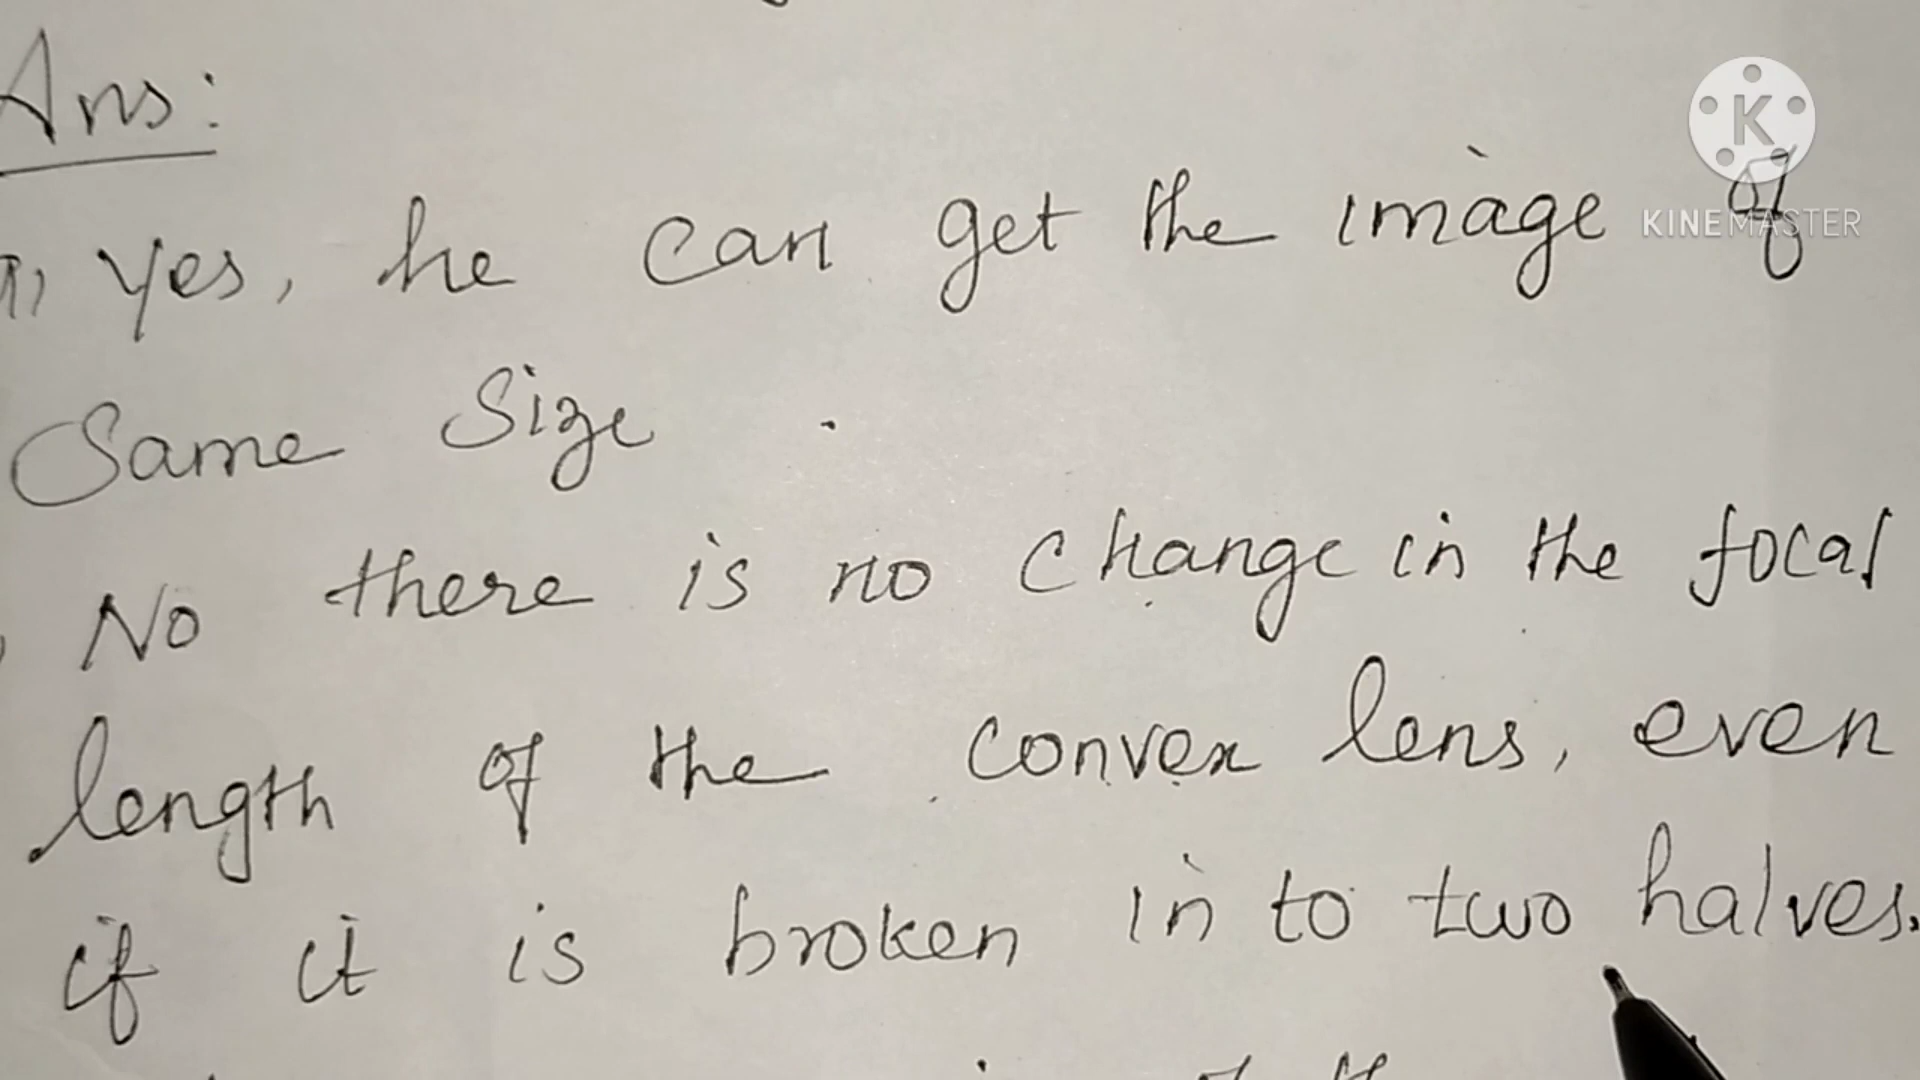 Ans:
Yes, he can get the image of
Same Size.
No there is no change in the focal
length of the convex lens, even
if it is broken in to two halves.
K
KINEMASTER